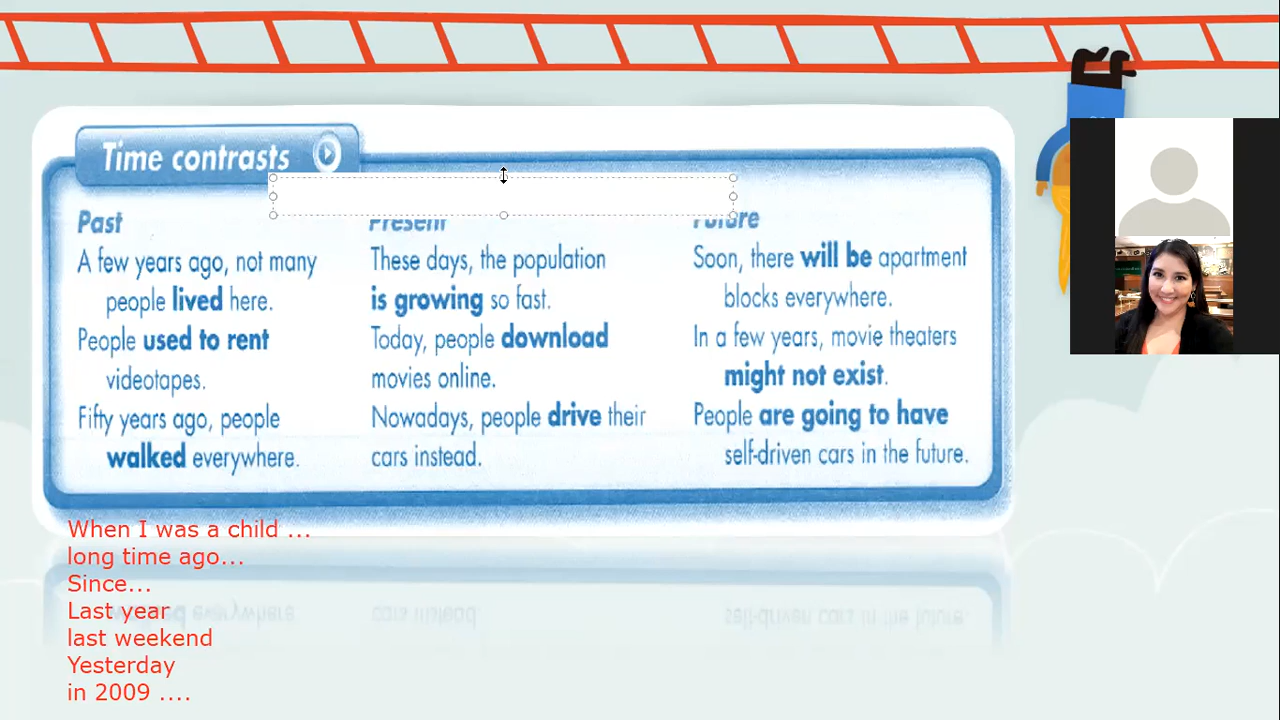 Time contrasts
Past
A few years ago, not many
people lived here.
People used to rent
videotapes.
Fifty years ago, people
walked everywhere.
Present
These days, the population
is growing so fast.
Today, people download
movies online.
Nowadays, people drive their
cars instead.
Future
Soon, there will be apartment
blocks everywhere.
In a few years, movie theaters
might not exist.
People are going to have
self-driven cars in the future.
When I was a child ...
long time ago...
Since...
Last year
last weekend
Yesterday
in 2009 ....